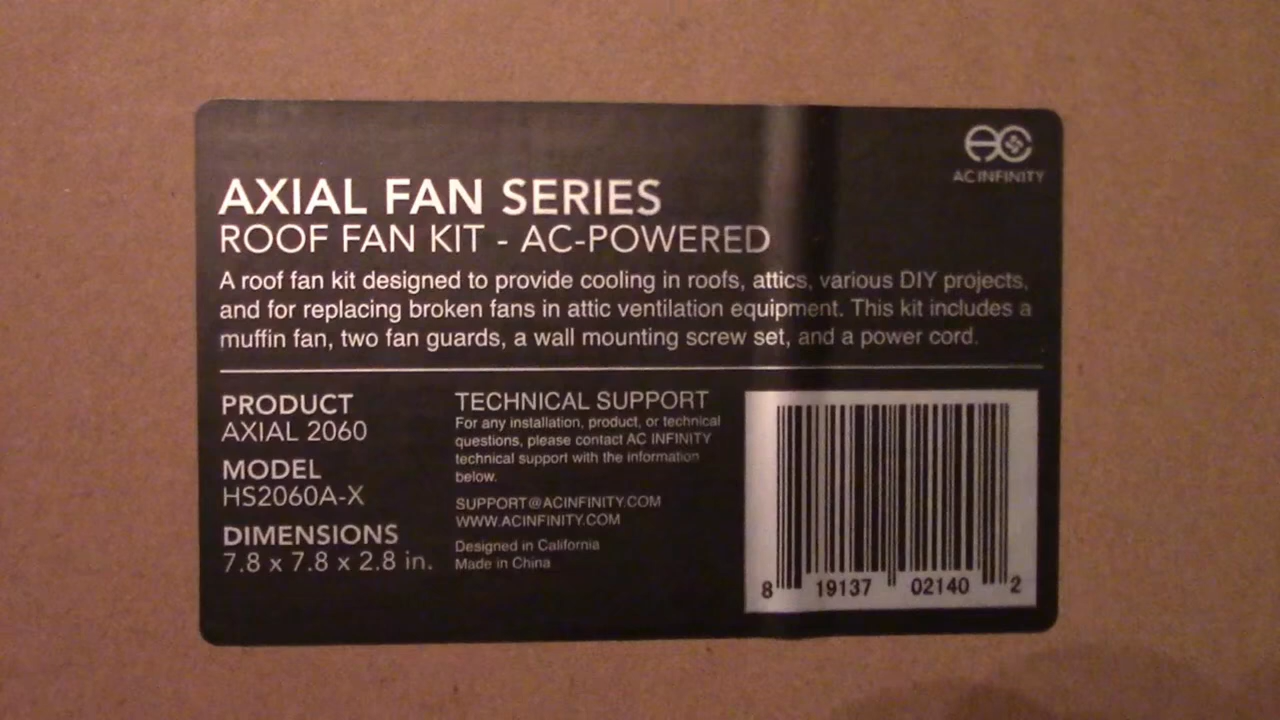 AC INFINITY
AXIAL FAN SERIES
ROOF FAN KIT - AC-POWERED
A roof fan kit designed to provide cooling in roofs, attics, various DIY projects,
and for replacing broken fans in attic ventilation equipment. This kit includes a
muffin fan, two fan guards, a wall mounting screw set, and a power cord.
PRODUCT
AXIAL 2060
MODEL
HS2060A-X
DIMENSIONS
7.8 x 7.8 x 2.8 in.
TECHNICAL SUPPORT
For any installation, product, or technical
questions, please contact AC INFINITY
technical support with the information
below.
SUPPORT@ACINFINITY.COM
WWW.ACINFINITY.COM
Designed in California
Made in China
8 19137 02140 2